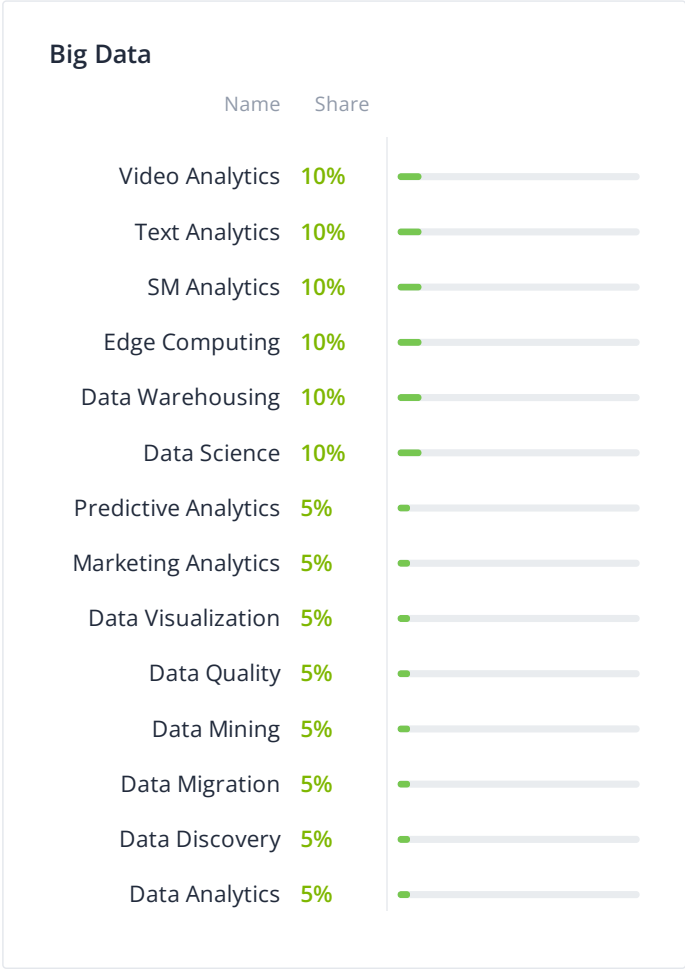 Big Data
Name Share
Video Analytics 10%
Text Analytics 10%
SM Analytics 10%
Edge Computing 10%
Data Warehousing 10%
Data Science 10%
Predictive Analytics 5%
Marketing Analytics 5%
Data Visualization 5%
Data Quality 5%
Data Mining 5%
Data Migration 5%
Data Discovery 5%
Data Analytics 5%